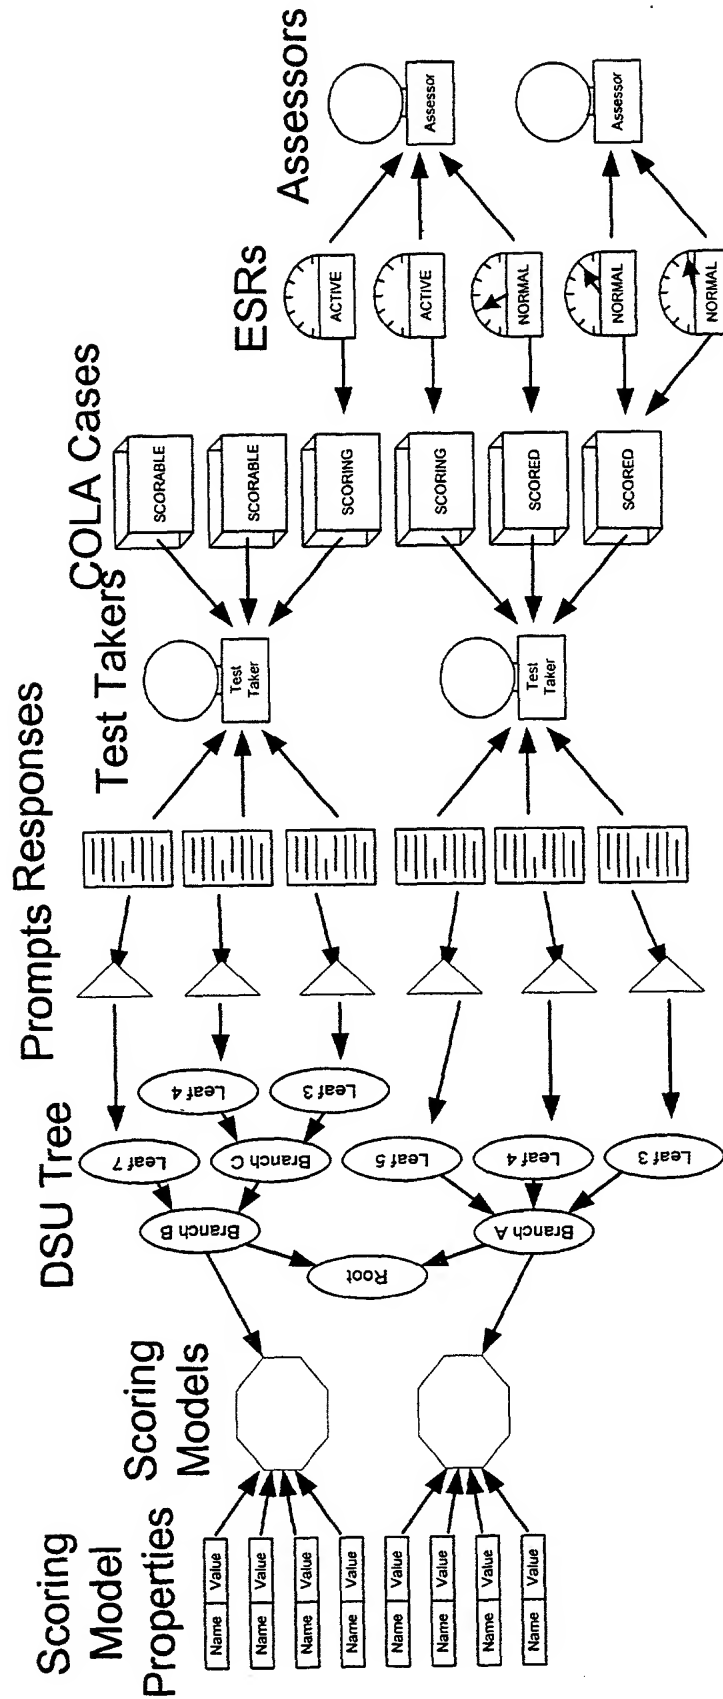 Scoring
Model
Properties
Scoring
Models
DSU Tree
Prompts
Responses
Test Takers
COLA Cases
ESRs
Assessors
Name Value
Name Value
Name Value
Name Value
Name Value
Name Value
Name Value
Name Value
Root
Branch B
Branch A
Leaf 7
Branch C
Leaf 5
Leaf 4
Leaf 3
Leaf 4
Leaf 3
Test
Taker
Test
Taker
SCORABLE
SCORABLE
SCORING
SCORING
SCORED
SCORED
ACTIVE
ACTIVE
NORMAL
NORMAL
NORMAL
Assessor
Assessor